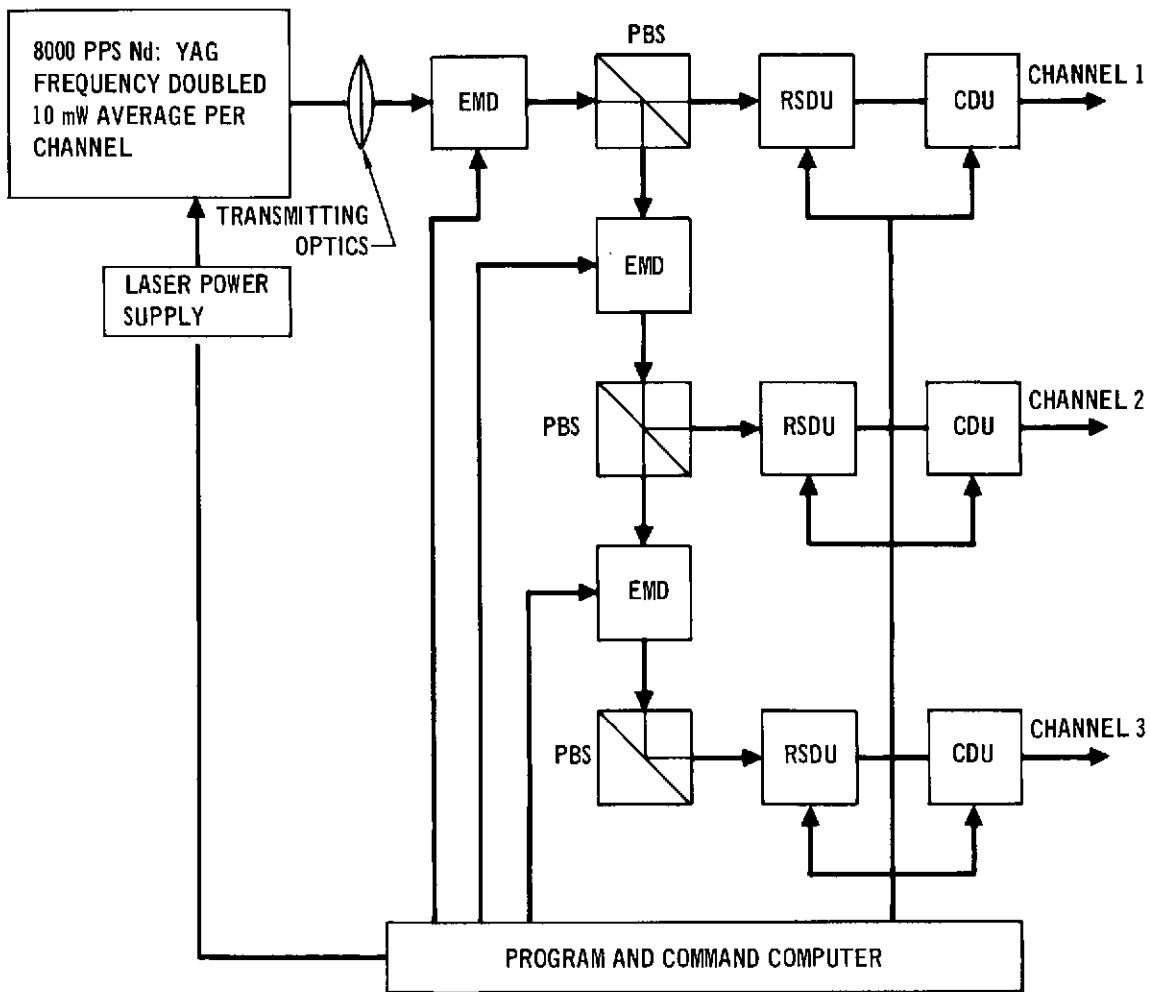 8000 PPS Nd: YAG
FREQUENCY DOUBLED
10 mW AVERAGE PER
CHANNEL
TRANSMITTING
OPTICS
LASER POWER
SUPPLY
EMD
PBS
RSDU
CDU
CHANNEL 1
EMD
PBS
RSDU
CDU
CHANNEL 2
EMD
PBS
RSDU
CDU
CHANNEL 3
PROGRAM AND COMMAND COMPUTER